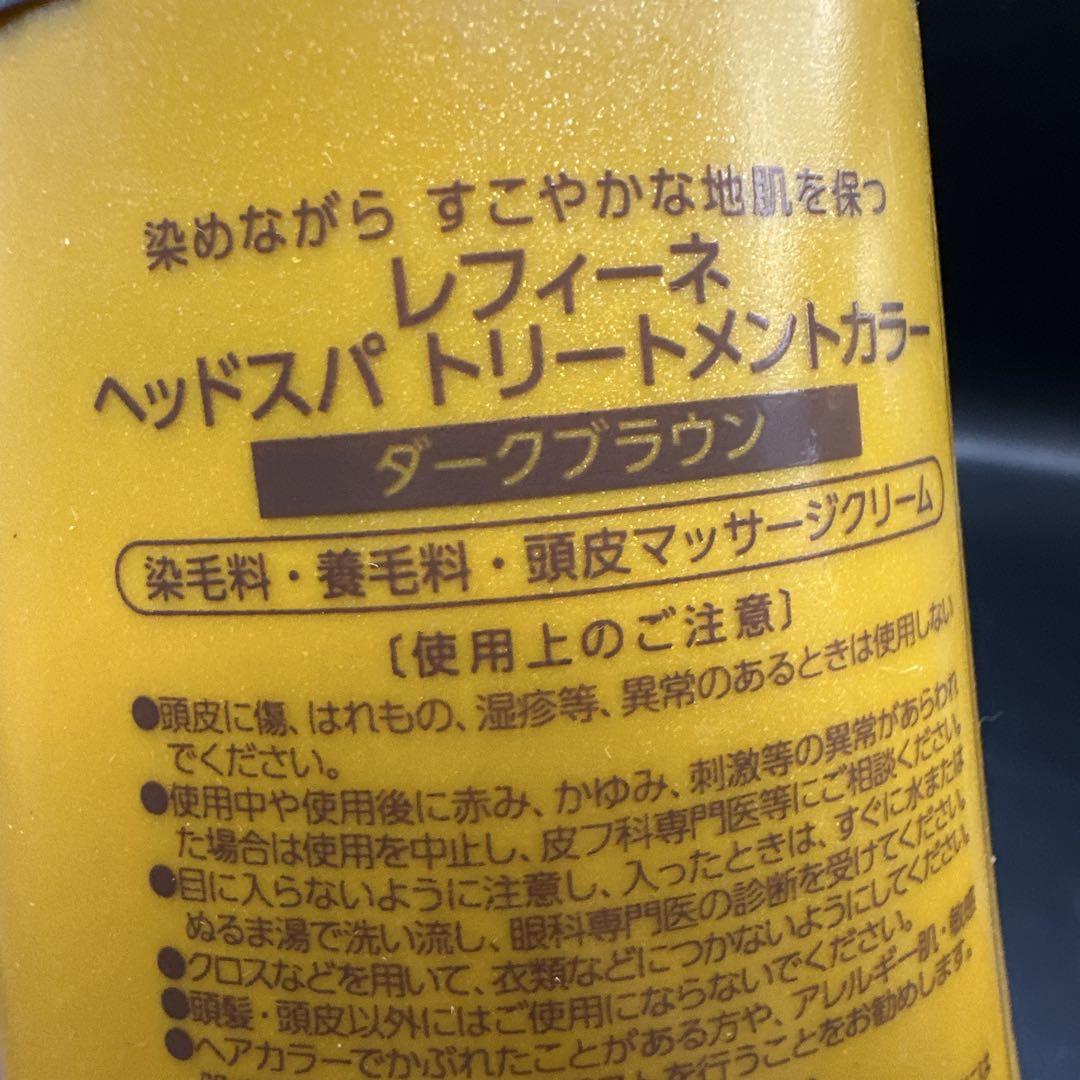 染めながら すこやかな地肌を保つ
レフィーネ
ヘッドスパ トリートメントカラー
ダークブラウン
染毛料・養毛料・頭皮マッサージクリーム
〔使用上のご注意〕
●頭皮に傷、はれもの、湿疹等、異常のあるときは使用しない
でください。
●使用中や使用後に赤み、かゆみ、刺激等の異常があらわれ
た場合は使用を中止し、皮フ科専門医等にご相談ください。
●目に入らないように注意し、入ったときは、すぐに水または
ぬるま湯で洗い流し、眼科専門医の診断を受けてください。
●クロスなどを用いて、衣類などにつかないようにしてください。
●頭髪・頭皮以外にはご使用にならないでください。
●ヘアカラーでかぶれたことがある方や、アレルギー肌・敏感
トを行うことをお勧めします。